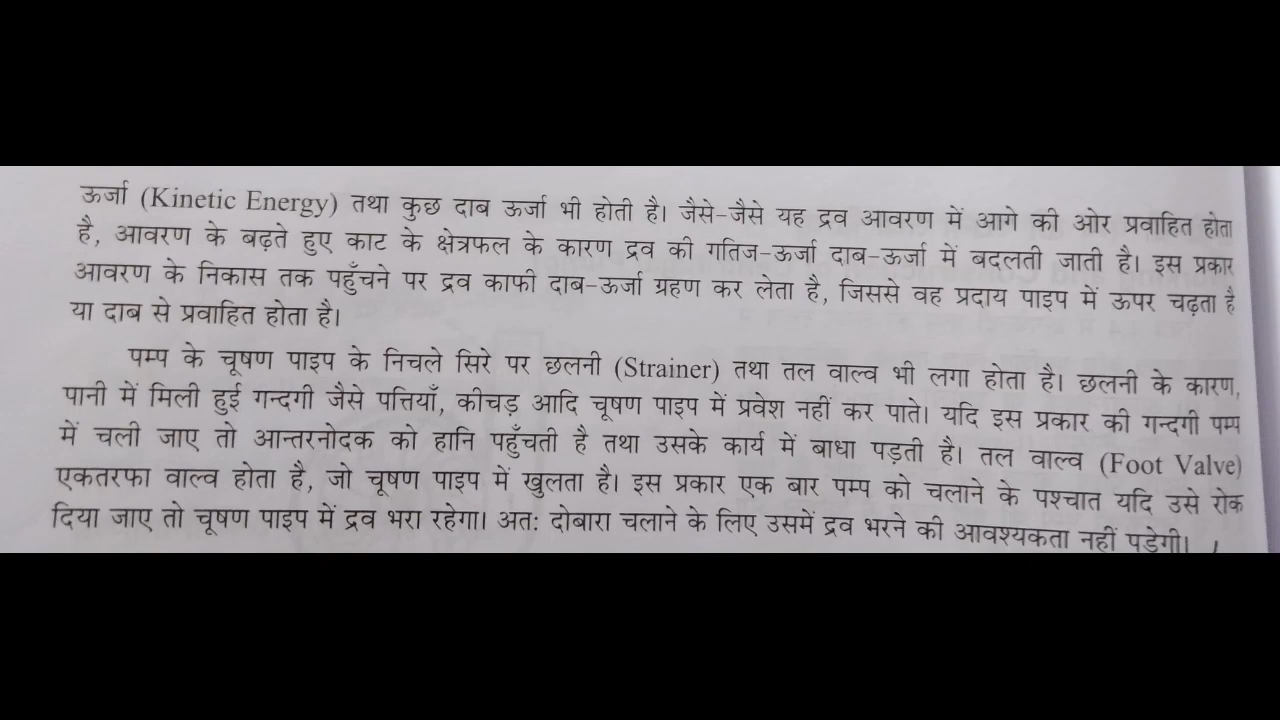 ऊर्जा (Kinetic Energy) तथा कुछ दाब ऊर्जा भी होती है। जैसे-जैसे यह द्रव आवरण में आगे की ओर प्रवाहित होता
है, आवरण के बढ़ते हुए काट के क्षेत्रफल के कारण द्रव की गतिज-ऊर्जा दाब-ऊर्जा में बदलती जाती है। इस प्रकार
आवरण के निकास तक पहुँचने पर द्रव काफी दाब-ऊर्जा ग्रहण कर लेता है, जिससे वह प्रदाय पाइप में ऊपर चढ़ता है
या दाब से प्रवाहित होता है।
पम्प के चूषण पाइप के निचले सिरे पर छलनी (Strainer) तथा तल वाल्व भी लगा होता है। छलनी के कारण,
पानी में मिली हुई गन्दगी जैसे पत्तियाँ, कीचड़ आदि चूषण पाइप में प्रवेश नहीं कर पाते। यदि इस प्रकार की गन्दगी पम्प
में चली जाए तो आन्तरनोदक को हानि पहुँचती है तथा उसके कार्य में बाधा पड़ती है। तल वाल्व (Foot Valve)
एकतरफा वाल्व होता है, जो चूषण पाइप में खुलता है। इस प्रकार एक बार पम्प को चलाने के पश्चात यदि उसे रोक
दिया जाए तो चूषण पाइप में द्रव भरा रहेगा। अतः दोबारा चलाने के लिए उसमें द्रव भरने की आवश्यकता नहीं पड़ेगी।